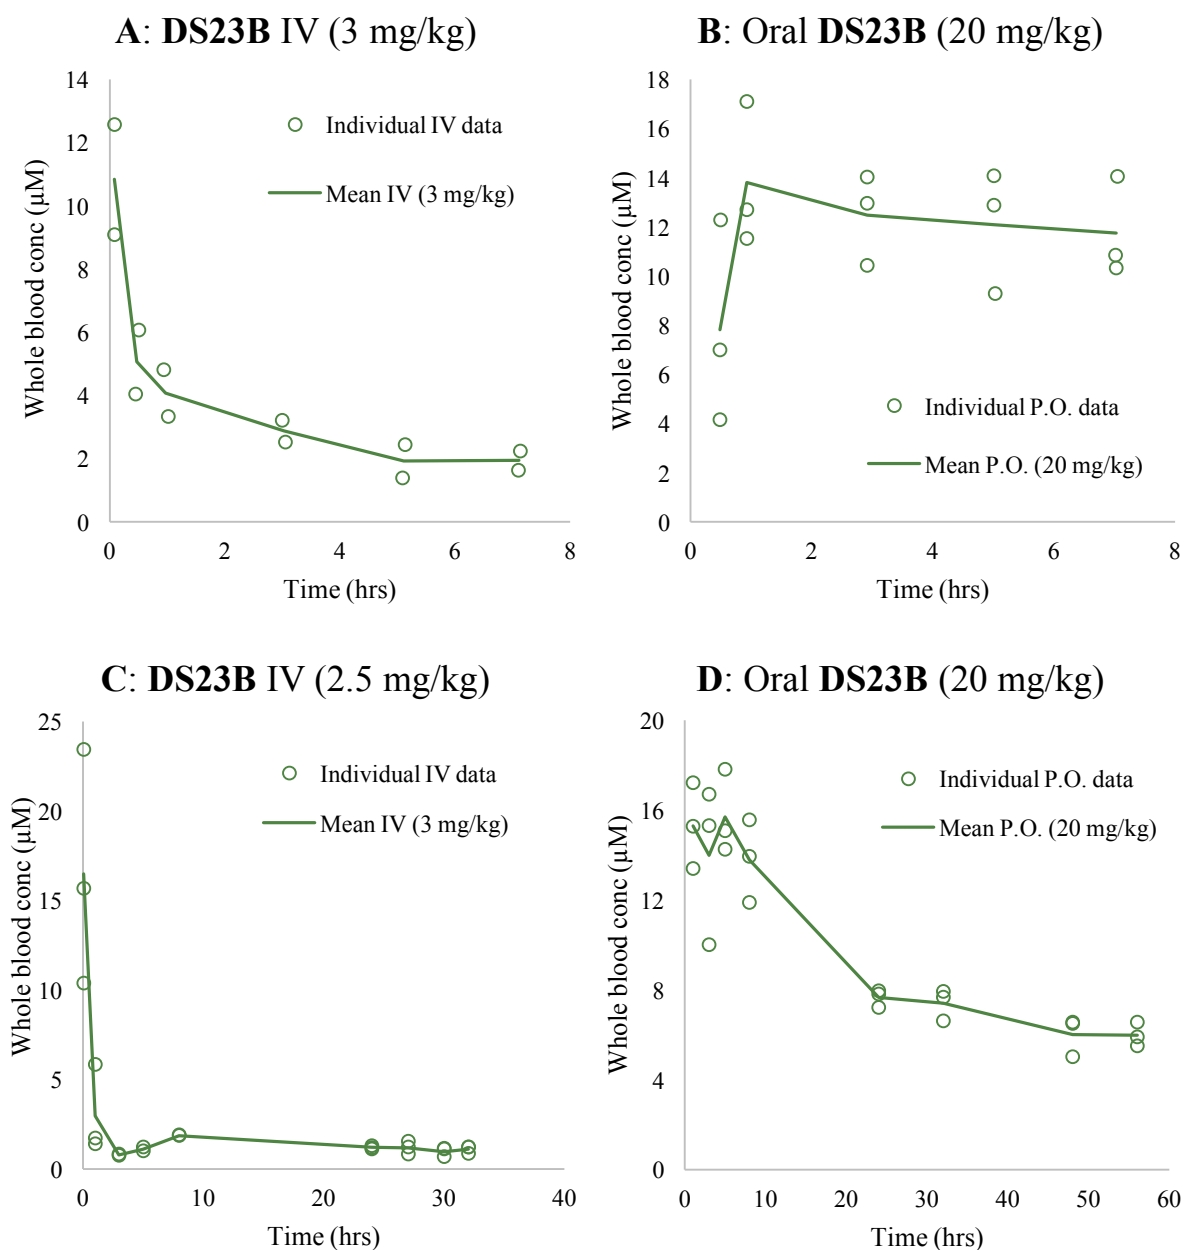 A: DS23B IV (3 mg/kg)
14
12
10
8
6
4
2
0
0 2 4 6 8
Whole blood conc (µM)
Time (hrs)
Individual IV data
Mean IV (3 mg/kg)
B: Oral DS23B (20 mg/kg)
18
16
14
12
10
8
6
4
2
0
0 2 4 6 8
Whole blood conc (µM)
Time (hrs)
Individual P.O. data
Mean P.O. (20 mg/kg)
C: DS23B IV (2.5 mg/kg)
25
20
15
10
5
0
0 10 20 30 40
Whole blood conc (µM)
Time (hrs)
Individual IV data
Mean IV (3 mg/kg)
D: Oral DS23B (20 mg/kg)
20
16
12
8
4
0
0 10 20 30 40 50 60
Whole blood conc (µM)
Time (hrs)
Individual P.O. data
Mean P.O. (20 mg/kg)